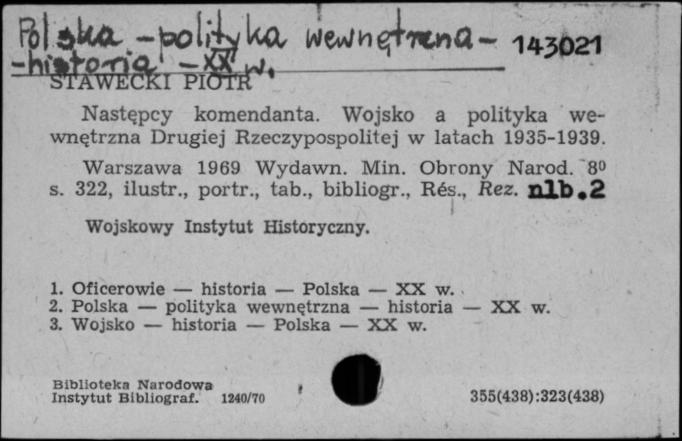 Polska – polityka wewnętrzna – 143021
– historia – XX w.
STAWECKI PIOTR
Następcy komendanta. Wojsko a polityka we-
wnętrzna Drugiej Rzeczypospolitej w latach 1935-1939.
Warszawa 1969 Wydawn. Min. Obrony Narod. 8⁰
s. 322, ilustr., portr., tab., bibliogr., Rés., Rez. nlb.2
Wojskowy Instytut Historyczny.
1. Oficerowie — historia — Polska — XX w.
2. Polska — polityka wewnętrzna — historia — XX w.
3. Wojsko — historia — Polska — XX w.
Biblioteka Narodowa
Instytut Bibliograf. 1240/70 355(438):323(438)